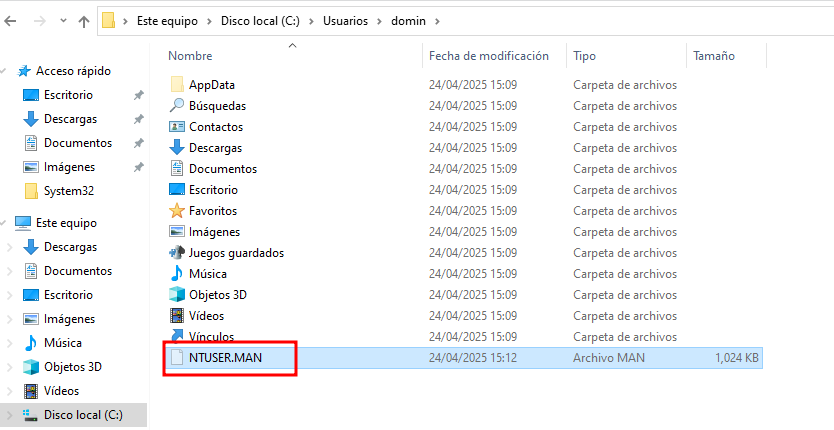 Este equipo > Disco local (C:) > Usuarios > domin >
Nombre Fecha de modificación Tipo Tamaño
Acceso rápido
Escritorio
Descargas
Documentos
Imágenes
System32
Este equipo
Descargas
Documentos
Escritorio
Imágenes
Música
Objetos 3D
Vídeos
Disco local (C:)
AppData 24/04/2025 15:09 Carpeta de archivos
Búsquedas 24/04/2025 15:09 Carpeta de archivos
Contactos 24/04/2025 15:09 Carpeta de archivos
Descargas 24/04/2025 15:09 Carpeta de archivos
Documentos 24/04/2025 15:09 Carpeta de archivos
Escritorio 24/04/2025 15:09 Carpeta de archivos
Favoritos 24/04/2025 15:09 Carpeta de archivos
Imágenes 24/04/2025 15:09 Carpeta de archivos
Juegos guardados 24/04/2025 15:09 Carpeta de archivos
Música 24/04/2025 15:09 Carpeta de archivos
Objetos 3D 24/04/2025 15:09 Carpeta de archivos
Vídeos 24/04/2025 15:09 Carpeta de archivos
Vínculos 24/04/2025 15:09 Carpeta de archivos
NTUSER.MAN 24/04/2025 15:12 Archivo MAN 1,024 KB